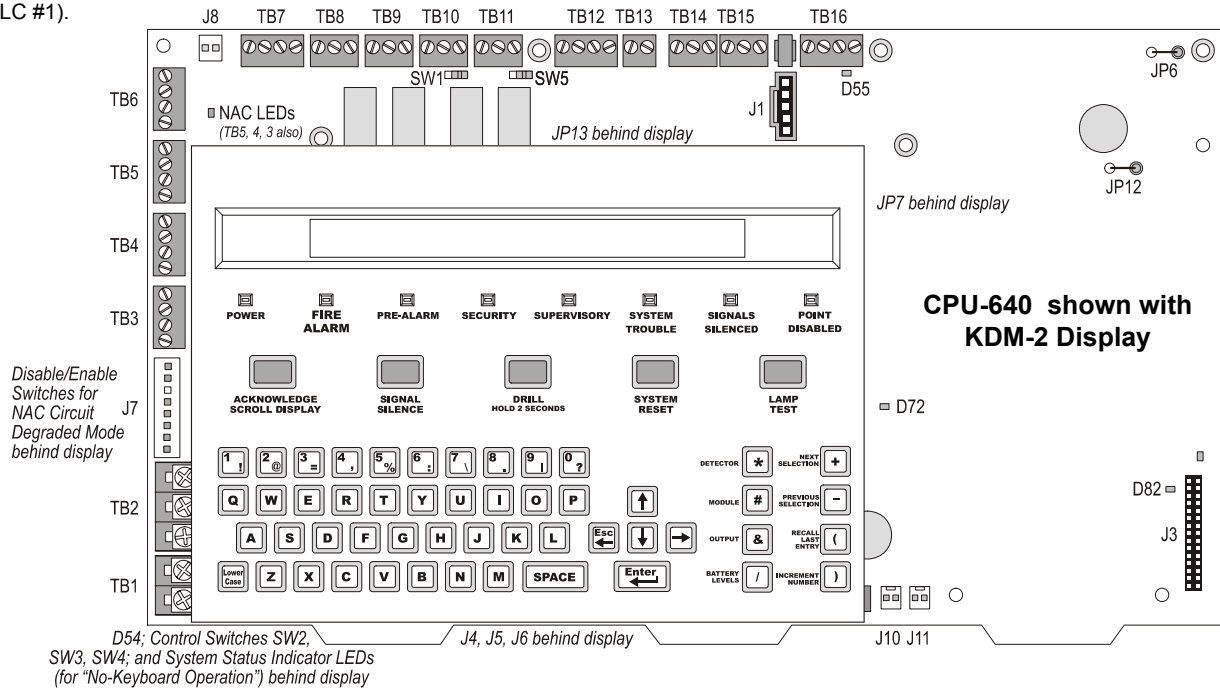 LC #1).
J8 TB7 TB8 TB9 TB10 TB11 TB12 TB13 TB14 TB15 TB16
SW1 SW5
JP6
D55
TB6
NAC LEDs
(TB5, 4, 3 also)
J1
JP13 behind display
TB5
JP12
JP7 behind display
TB4
TB3
POWER
FIRE
ALARM
PRE-ALARM
SECURITY
SUPERVISORY
SYSTEM
TROUBLE
SIGNALS
SILENCED
POINT
DISABLED
CPU-640 shown with
KDM-2 Display
Disable/Enable
Switches for
NAC Circuit
Degraded Mode
behind display
J7
ACKNOWLEDGE
SCROLL DISPLAY
SIGNAL
SILENCE
DRILL
HOLD 2 SECONDS
SYSTEM
RESET
LAMP
TEST
D72
1 ! 2 @ 3 = 4 , 5 % 6 : 7 \ 8 . 9 | 0 ?
DETECTOR *
NEXT
SELECTION +
Q W E R T Y U I O P
MODULE #
PREVIOUS
SELECTION −
D82
TB2
A S D F G H J K L
Esc
OUTPUT &
RECALL
LAST
ENTRY (
J3
TB1
Lower
Case
Z X C V B N M SPACE
Enter
BATTERY
LEVELS /
INCREMENT
NUMBER )
J10 J11
D54; Control Switches SW2,
SW3, SW4; and System Status Indicator LEDs
(for “No-Keyboard Operation”) behind display
J4, J5, J6 behind display